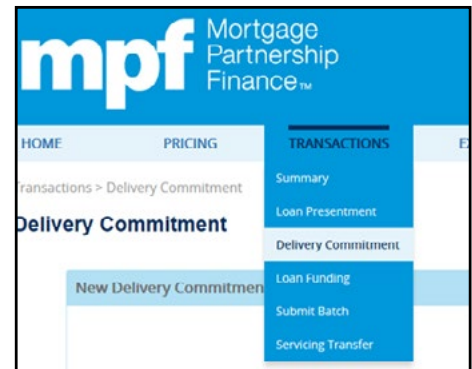 mpf Mortgage
Partnership
Finance™
HOME PRICING TRANSACTIONS
Transactions > Delivery Commitment
Delivery Commitment
Summary
Loan Presentment
Delivery Commitment
New Delivery Commitmen
Loan Funding
Submit Batch
Servicing Transfer